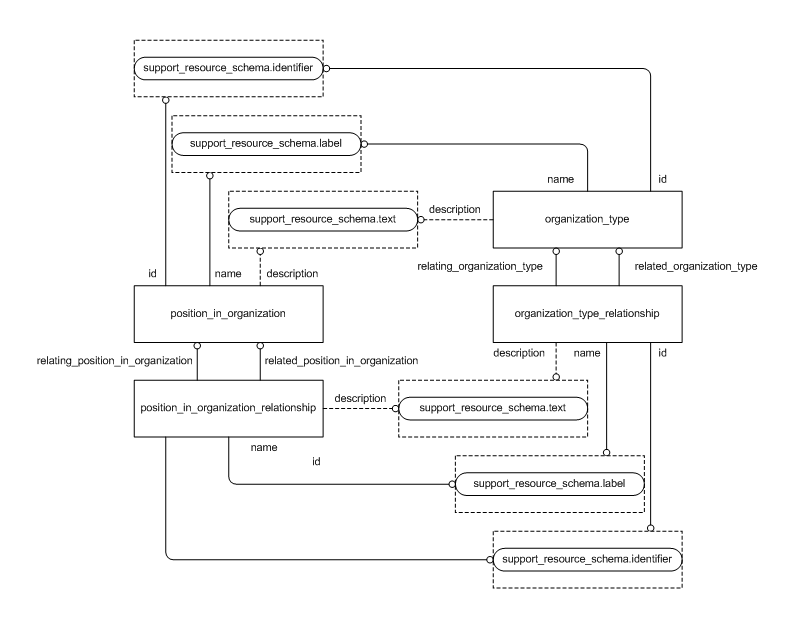 support_resource_schema.identifier
support_resource_schema.label
name
id
support_resource_schema.text
description
organization_type
id
name
description
relating_organization_type
related_organization_type
position_in_organization
organization_type_relationship
relating_position_in_organization
related_position_in_organization
description
name
id
position_in_organization_relationship
description
support_resource_schema.text
name
id
support_resource_schema.label
support_resource_schema.identifier